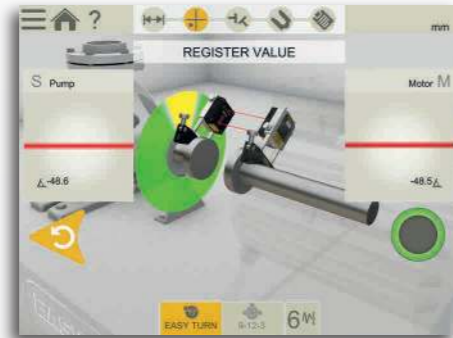 ?
mm
REGISTER VALUE
S Pump
Motor M
-48.6
-48.5
EASY TURN
9-12-3
6